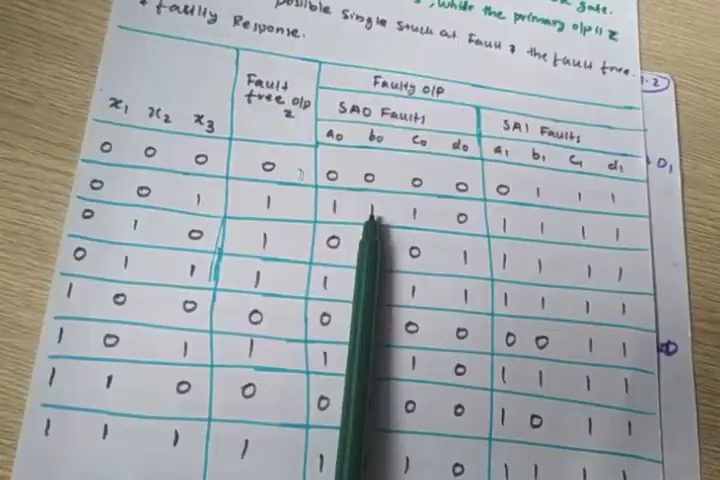 , while the primary o/p is z
possible single stuck at fault & the fault free
& faulty Response.
x1 x2 x3 Fault free o/p z Faulty o/p
SA0 Faults SA1 Faults
a0 b0 c0 d0 a1 b1 c1 d1
0 0 0 0 0 0 0 0 0 1 1 1
0 0 1 1 1 1 1 0 1 1 1 1
0 1 0 1 0 0 1 1 1 1 1
0 1 1 1 1 1 1 1 1 1 1
1 0 0 0 0 0 0 0 0 1 1
1 0 1 1 1 1 0 1 1 1 1
1 1 0 0 0 0 0 1 0 1 1
1 1 1 1 1 1 0 1 1 1 1